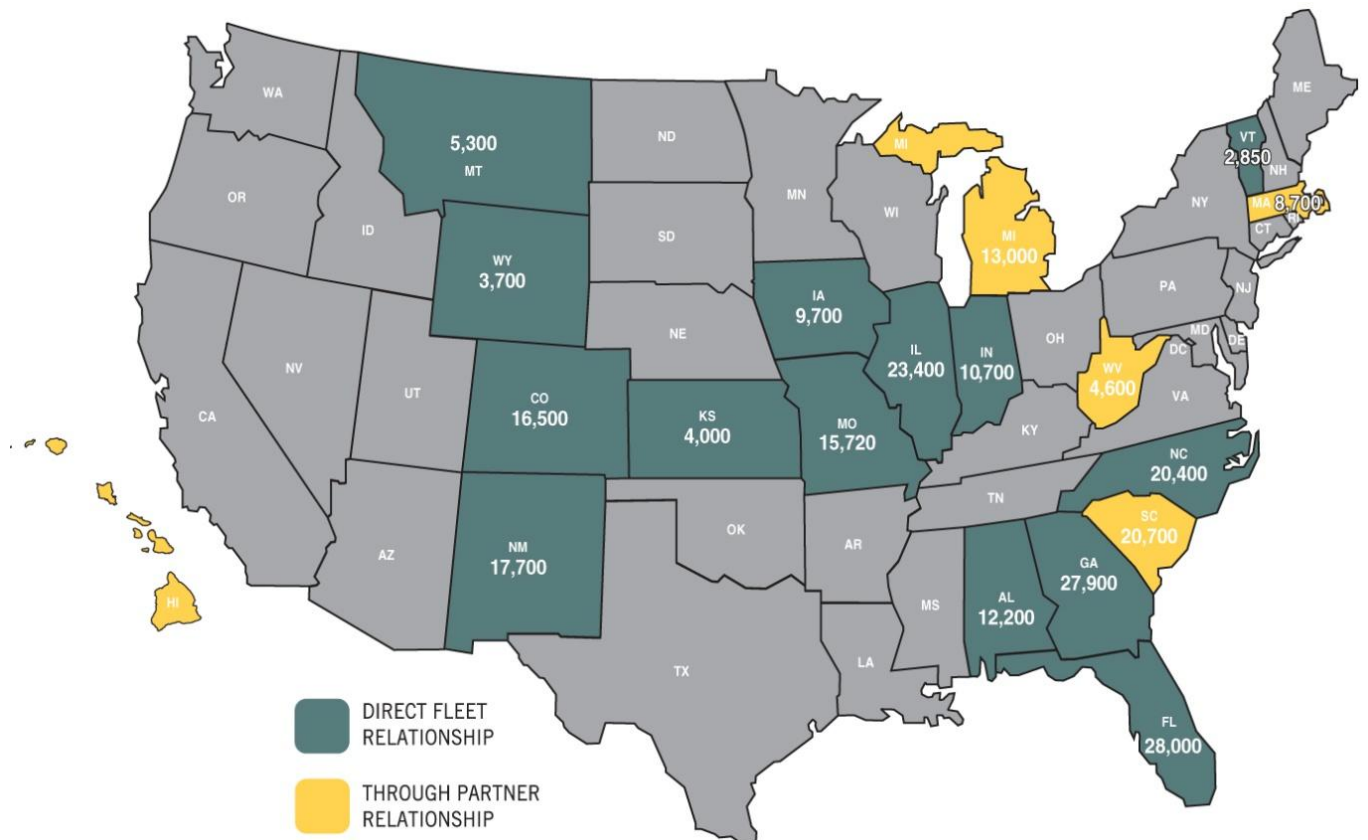 WA
5,300
MT
ND
ME
OR
ID
MN
MI
VT
2,850
NH
WY
3,700
SD
WI
MI
13,000
NY
MA 8,700
RI
CT
IA
9,700
NE
PA
NJ
NV
UT
CO
16,500
IL
23,400
IN
10,700
OH
MD
DC
DE
CA
KS
4,000
MO
15,720
WV
4,600
VA
KY
NC
20,400
AZ
NM
17,700
OK
AR
TN
SC
20,700
HI
MS
AL
12,200
GA
27,900
TX
LA
FL
28,000
DIRECT FLEET
RELATIONSHIP
THROUGH PARTNER
RELATIONSHIP